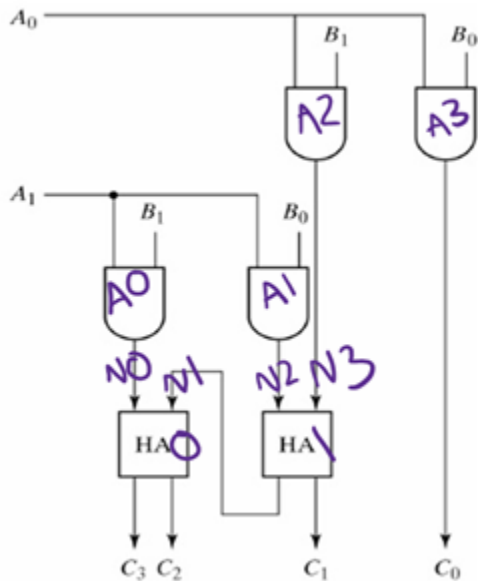 A₀
B₁ B₀
A2 A3
A₁
B₁ B₀
A0 A1
N0 N1 N2 N3
HA0 HA1
C₃ C₂ C₁ C₀